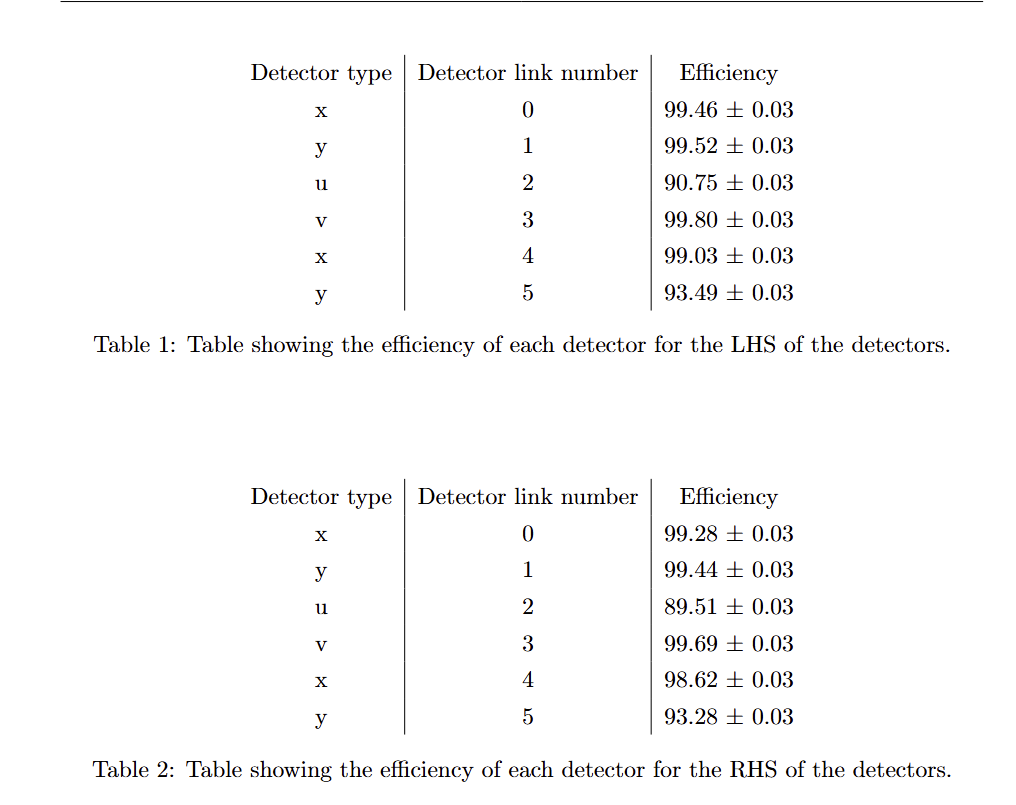 Detector type Detector link number Efficiency
x 0 99.46 ± 0.03
y 1 99.52 ± 0.03
u 2 90.75 ± 0.03
v 3 99.80 ± 0.03
x 4 99.03 ± 0.03
y 5 93.49 ± 0.03
Table 1: Table showing the efficiency of each detector for the LHS of the detectors.
Detector type Detector link number Efficiency
x 0 99.28 ± 0.03
y 1 99.44 ± 0.03
u 2 89.51 ± 0.03
v 3 99.69 ± 0.03
x 4 98.62 ± 0.03
y 5 93.28 ± 0.03
Table 2: Table showing the efficiency of each detector for the RHS of the detectors.